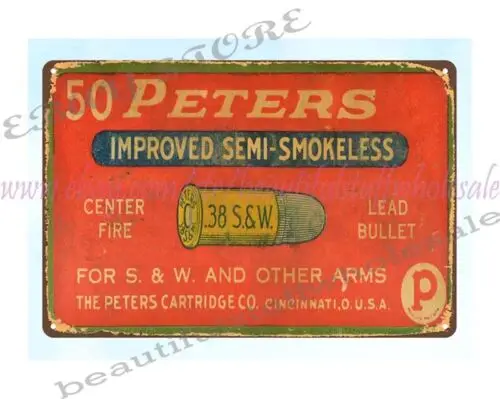 50 PETERS
IMPROVED SEMI-SMOKELESS
CENTER
FIRE
.38 S.&W.
LEAD
BULLET
FOR S. & W. AND OTHER ARMS
THE PETERS CARTRIDGE CO. CINCINNATI, O. U.S.A.
P